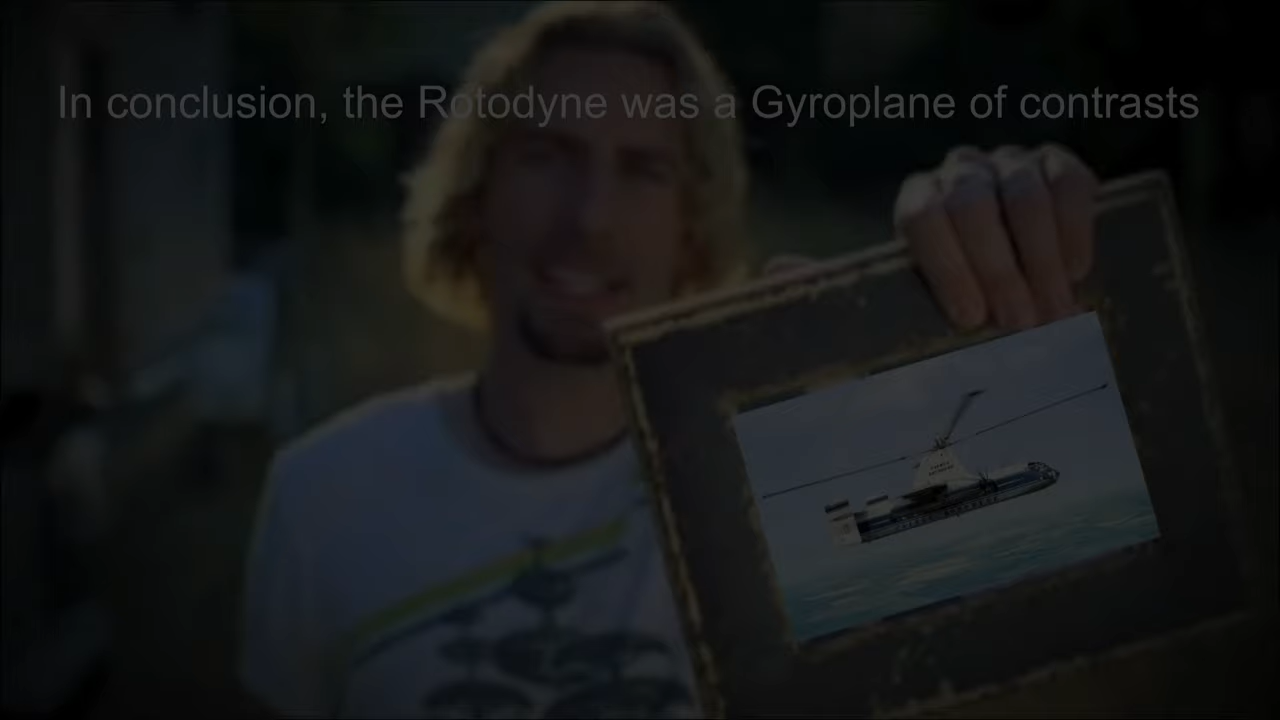 In conclusion, the Rotodyne was a Gyroplane of contrasts